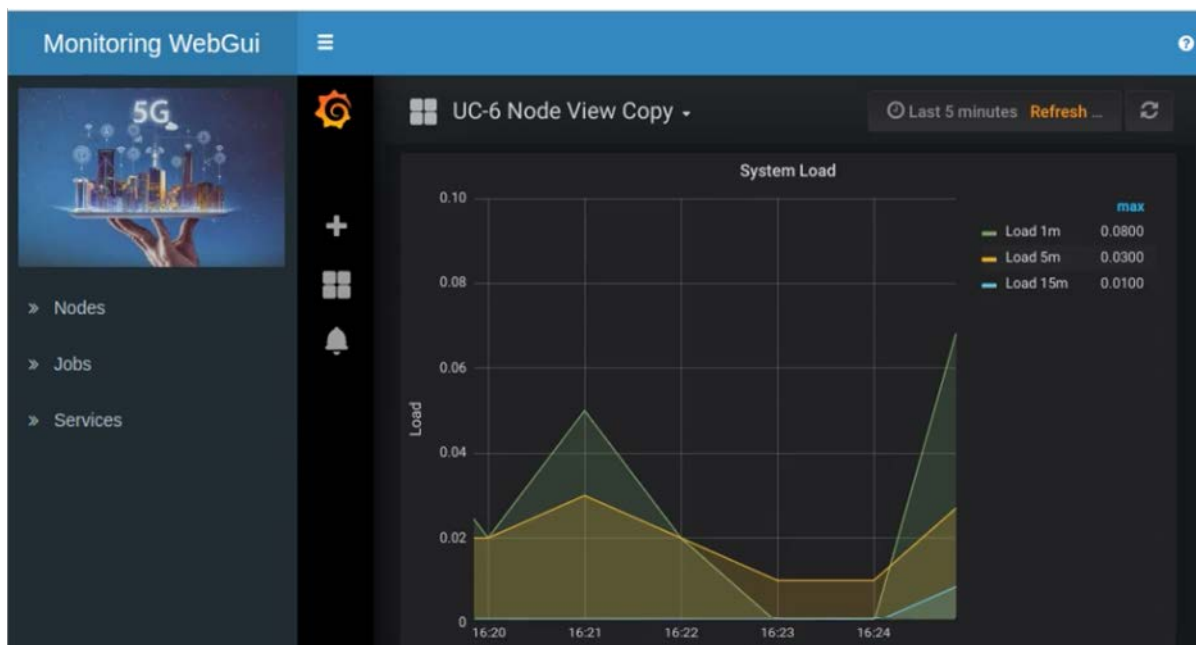 Monitoring WebGui
5G
Nodes
Jobs
Services
UC-6 Node View Copy
Last 5 minutes Refresh ...
System Load
max
Load 1m 0.0800
Load 5m 0.0300
Load 15m 0.0100
Load
0.10
0.08
0.06
0.04
0.02
0
16:20 16:21 16:22 16:23 16:24